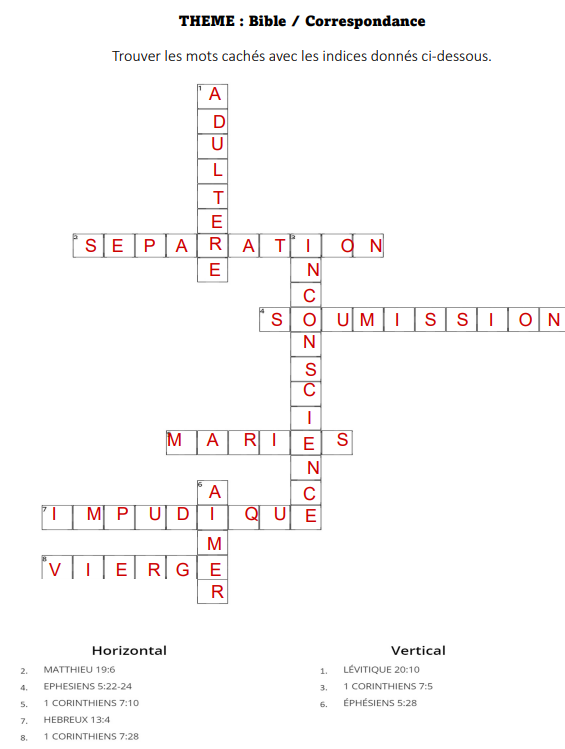 THEME : Bible / Correspondance
Trouver les mots cachés avec les indices donnés ci-dessous.
1 A
D
U
L
T
E
2 S E P A R A T 3 I O N
E N
C
4 S O U M I S S I O N
N
S
C
I
5 M A R I E S
N
6 A C
7 I M P U D I Q U E
M
8 V I E R G E
R
Horizontal
2. MATTHIEU 19:6
4. EPHESIENS 5:22-24
5. 1 CORINTHIENS 7:10
7. HEBREUX 13:4
8. 1 CORINTHIENS 7:28
Vertical
1. LÉVITIQUE 20:10
3. 1 CORINTHIENS 7:5
6. ÉPHÉSIENS 5:28